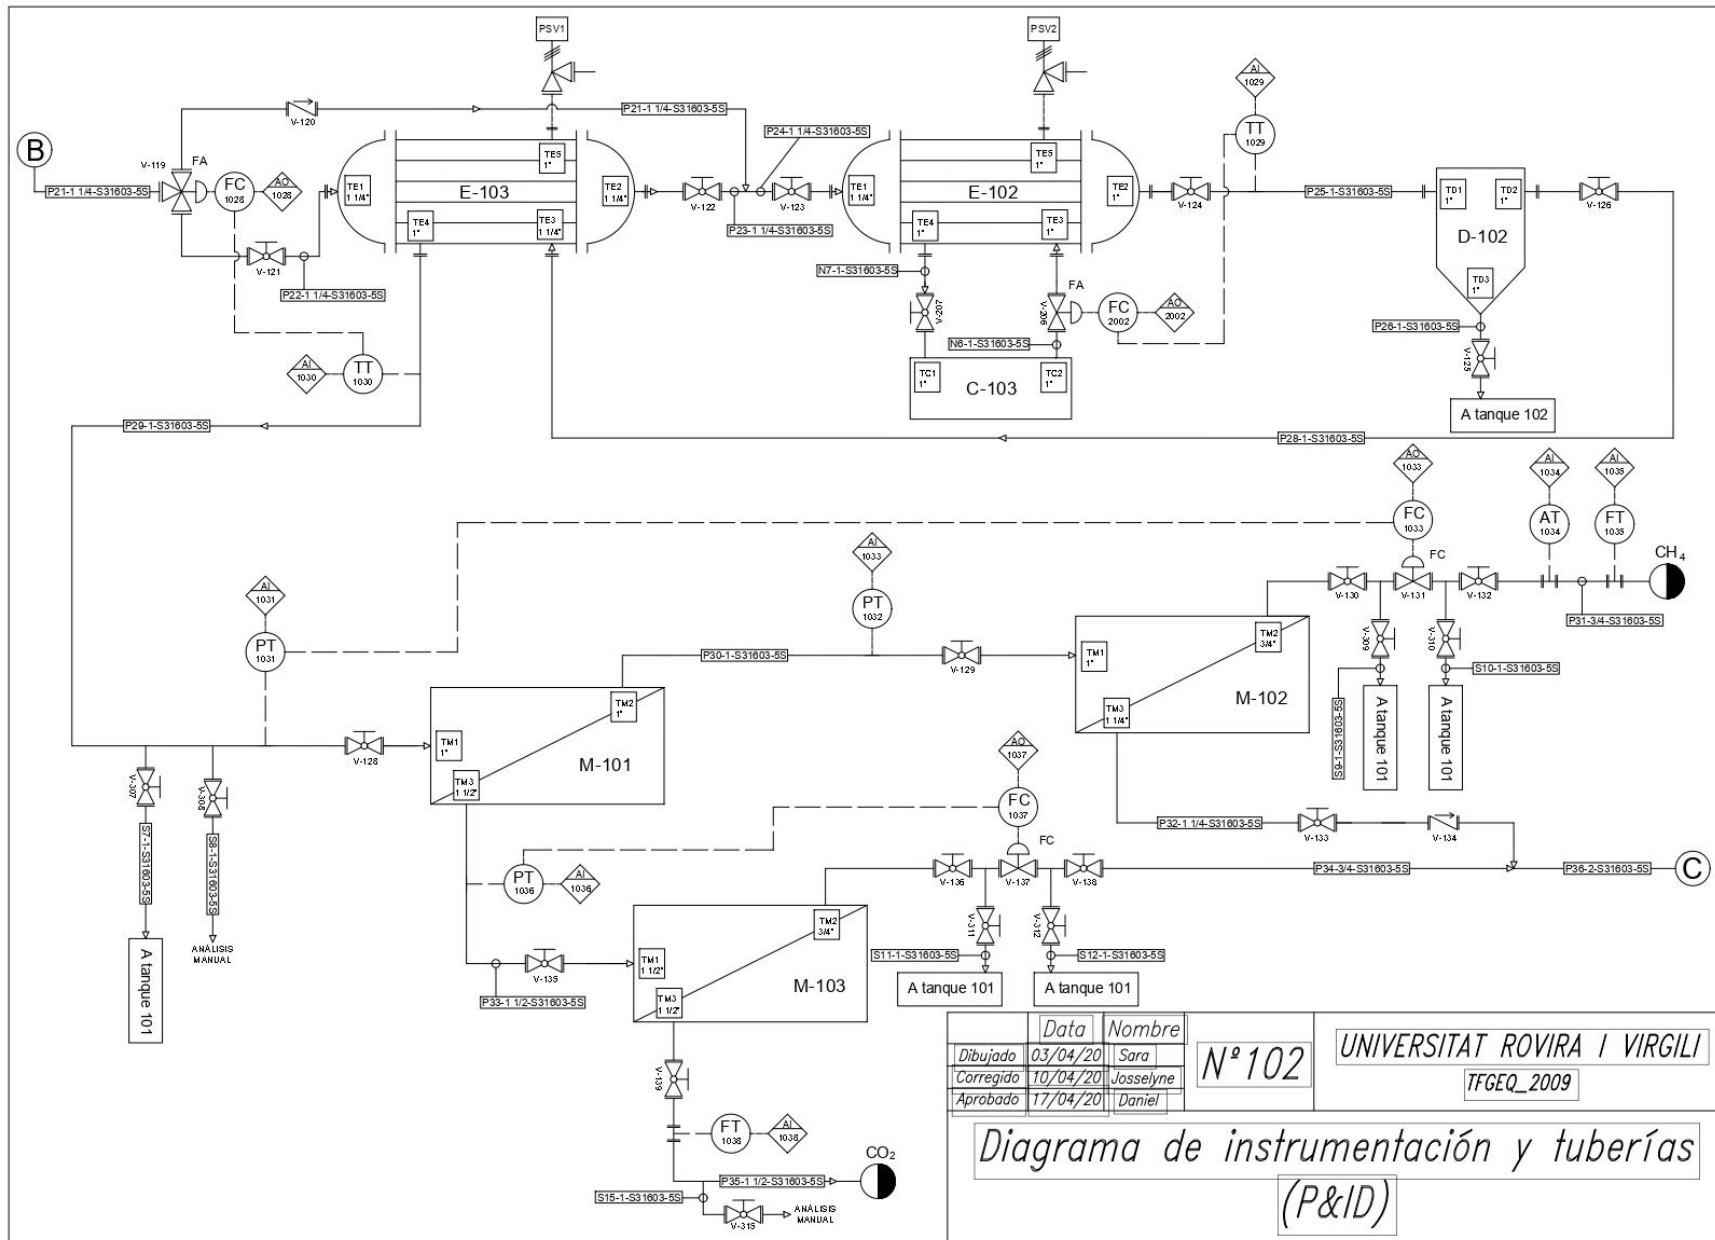 PSV1
PSV2
AI
1029
P21-1 1/4-S31603-5S
P24-1 1/4-S31603-5S
V-120
TT
1029
B
V-119
FA
TE5
1"
TE5
1"
P21-1 1/4-S31603-5S
FC
1028
AO
1028
TE1
1 1/4"
E-103
TE2
1 1/4"
V-122
V-123
TE1
1 1/4"
E-102
TE2
1"
V-124
P25-1-S31603-5S
TD1
1"
TD2
1"
V-126
TE4
1"
TE3
1 1/4"
P23-1 1/4-S31603-5S
TE4
1"
TE3
1"
D-102
V-121
P22-1 1/4-S31603-5S
N7-1-S31603-5S
FA
TD3
1"
V-207
V-206
FC
2002
AO
2002
P26-1-S31603-5S
N6-1-S31603-5S
V-125
AI
1030
TT
1030
TC1
1"
TC2
1"
C-103
A tanque 102
P29-1-S31603-5S
P28-1-S31603-5S
AO
1033
AI
1034
AI
1035
FC
1033
AT
1034
FT
1035
AI
1033
FC
CH4
AI
1031
PT
1032
V-130
V-131
V-132
P31-3/4-S31603-5S
PT
1031
P30-1-S31603-5S
V-129
TM1
1"
TM2
3/4"
V-309
V-310
S10-1-S31603-5S
M-102
TM3
1 1/4"
S9-1-S31603-5S
A tanque 101
A tanque 101
TM2
1"
TM1
1"
V-128
M-101
TM3
1 1/2"
AO
1037
V-307
V-308
FC
1037
P32-1 1/4-S31603-5S
V-133
V-134
S7-1-S31603-5S
S8-1-S31603-5S
FC
PT
1036
AI
1036
V-136
V-137
V-138
P34-3/4-S31603-5S
P36-2-S31603-5S
C
TM2
3/4"
V-311
V-312
ANÁLISIS
MANUAL
A tanque 101
TM1
1 1/2"
V-135
P33-1 1/2-S31603-5S
M-103
TM3
1 1/2"
S11-1-S31603-5S
S12-1-S31603-5S
A tanque 101
A tanque 101
V-139
FT
1038
AI
1038
CO2
P35-1 1/2-S31603-5S
S15-1-S31603-5S
V-315
ANÁLISIS
MANUAL
Data Nombre
Dibujado 03/04/20 Sara
Corregido 10/04/20 Josselyne
Aprobado 17/04/20 Daniel
Nº102
UNIVERSITAT ROVIRA I VIRGILI
TFGEQ_2009
Diagrama de instrumentación y tuberías
(P&ID)